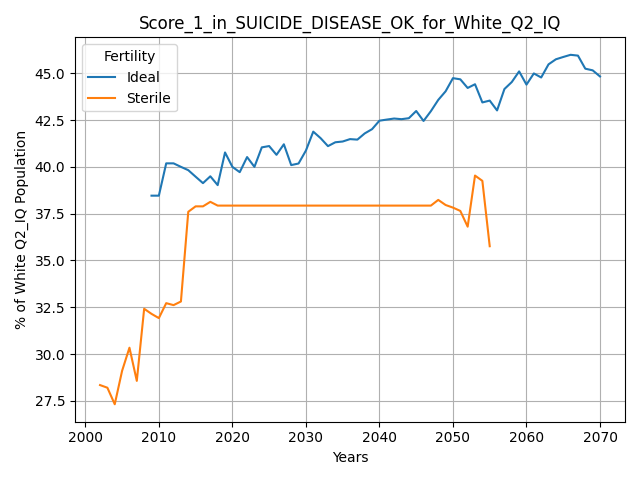 Score_1_in_SUICIDE_DISEASE_OK_for_White_Q2_IQ
Fertility
Ideal
Sterile
% of White Q2_IQ Population
45.0
42.5
40.0
37.5
35.0
32.5
30.0
27.5
2000 2010 2020 2030 2040 2050 2060 2070
Years